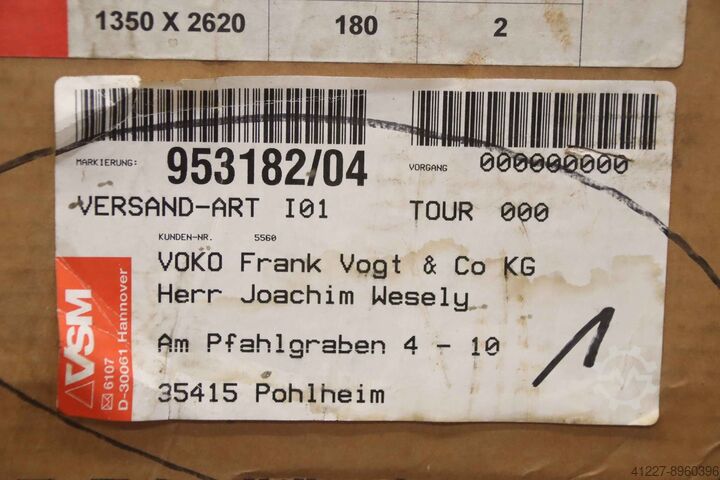 1350 X 2620 180 2
MARKIERUNG: 953182/04 VORGANG 000000000
VERSAND-ART I01 TOUR 000
KUNDEN-NR. 5560
VOKO Frank Vogt & Co KG
Herr Joachim Wesely
Am Pfahlgraben 4 - 10
35415 Pohlheim
VSM
6107
D-30061 Hannover
1
41227-8960396